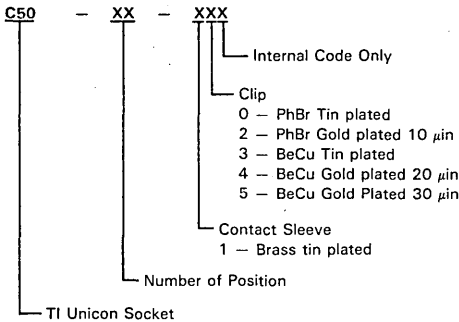 C50 – XX – XXX
Internal Code Only
Clip
0 – PhBr Tin plated
2 – PhBr Gold plated 10 μin
3 – BeCu Tin plated
4 – BeCu Gold plated 20 μin
5 – BeCu Gold Plated 30 μin
Contact Sleeve
1 – Brass tin plated
Number of Position
TI Unicon Socket